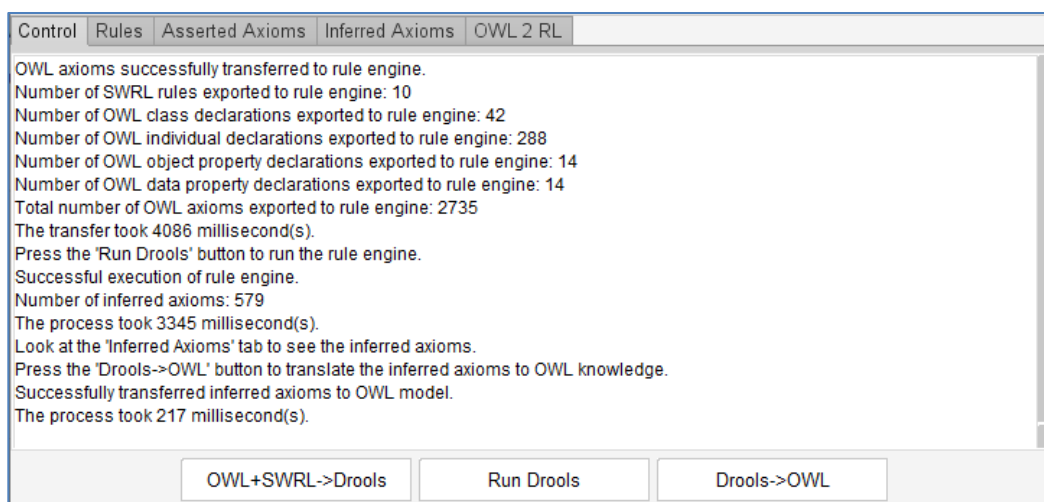 Control Rules Asserted Axioms Inferred Axioms OWL 2 RL
OWL axioms successfully transferred to rule engine.
Number of SWRL rules exported to rule engine: 10
Number of OWL class declarations exported to rule engine: 42
Number of OWL individual declarations exported to rule engine: 288
Number of OWL object property declarations exported to rule engine: 14
Number of OWL data property declarations exported to rule engine: 14
Total number of OWL axioms exported to rule engine: 2735
The transfer took 4086 millisecond(s).
Press the 'Run Drools' button to run the rule engine.
Successful execution of rule engine.
Number of inferred axioms: 579
The process took 3345 millisecond(s).
Look at the 'Inferred Axioms' tab to see the inferred axioms.
Press the 'Drools->OWL' button to translate the inferred axioms to OWL knowledge.
Successfully transferred inferred axioms to OWL model.
The process took 217 millisecond(s).
OWL+SWRL->Drools Run Drools Drools->OWL